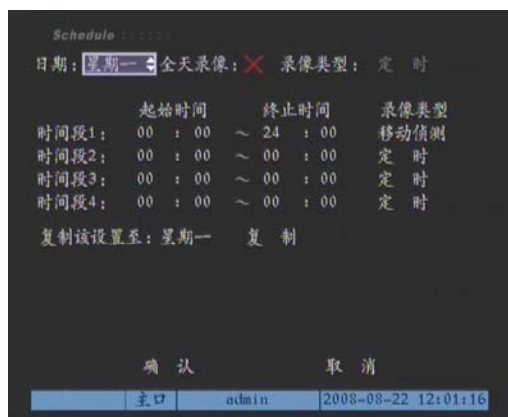 Schedule ::::::
日期：星期一 全天录像： 录像类型： 定 时
起始时间 终止时间 录像类型
时间段1： 00 : 00 ～ 24 : 00 移动侦测
时间段2： 00 : 00 ～ 00 : 00 定 时
时间段3： 00 : 00 ～ 00 : 00 定 时
时间段4： 00 : 00 ～ 00 : 00 定 时
复制该设置至：星期一 复 制
确 认 取 消
主口 admin 2008-08-22 12:01:16